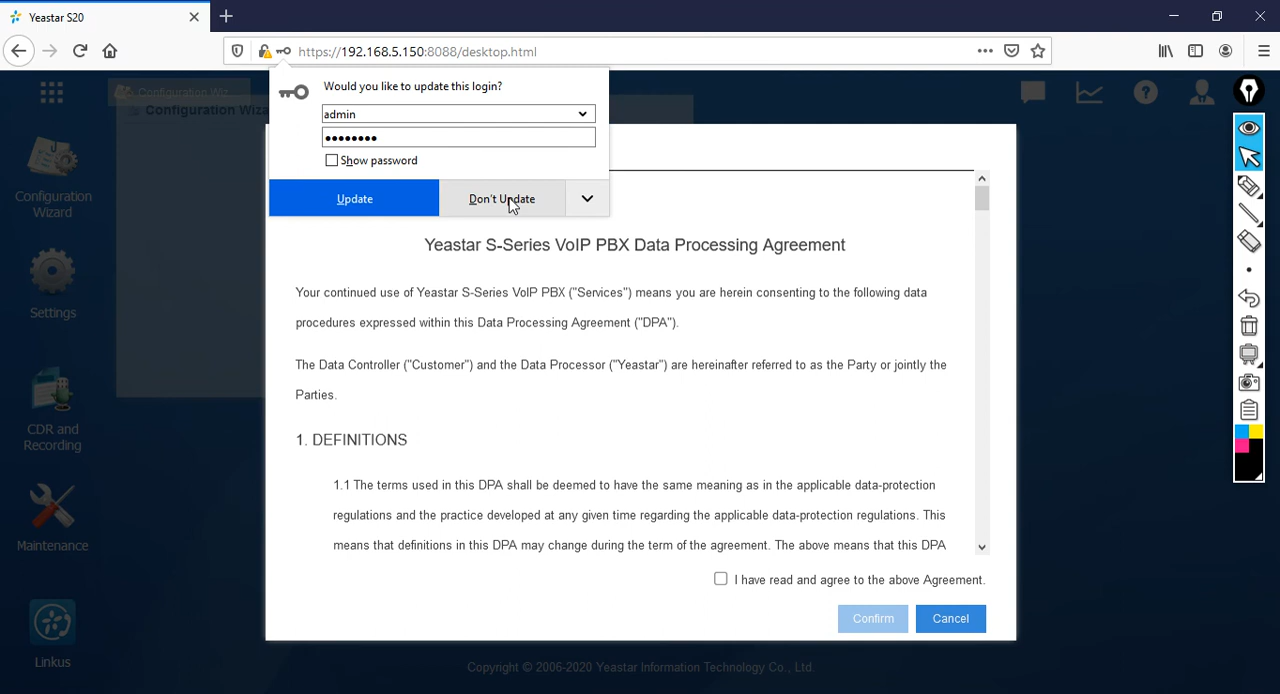 Yeastar S20
https://192.168.5.150:8088/desktop.html
Would you like to update this login?
admin
Show password
Update
Don't Update
Configuration Wiz
Configuration Wiza
Configuration
Wizard
Settings
CDR and
Recording
Maintenance
Linkus
Yeastar S-Series VoIP PBX Data Processing Agreement
Your continued use of Yeastar S-Series VoIP PBX ("Services") means you are herein consenting to the following data
procedures expressed within this Data Processing Agreement ("DPA").
The Data Controller ("Customer") and the Data Processor ("Yeastar") are hereinafter referred to as the Party or jointly the
Parties.
1. DEFINITIONS
1.1 The terms used in this DPA shall be deemed to have the same meaning as in the applicable data-protection
regulations and the practice developed at any given time regarding the applicable data-protection regulations. This
means that definitions in this DPA may change during the term of the agreement. The above means that this DPA
I have read and agree to the above Agreement.
Confirm
Cancel
Copyright © 2006-2020 Yeastar Information Technology Co., Ltd.